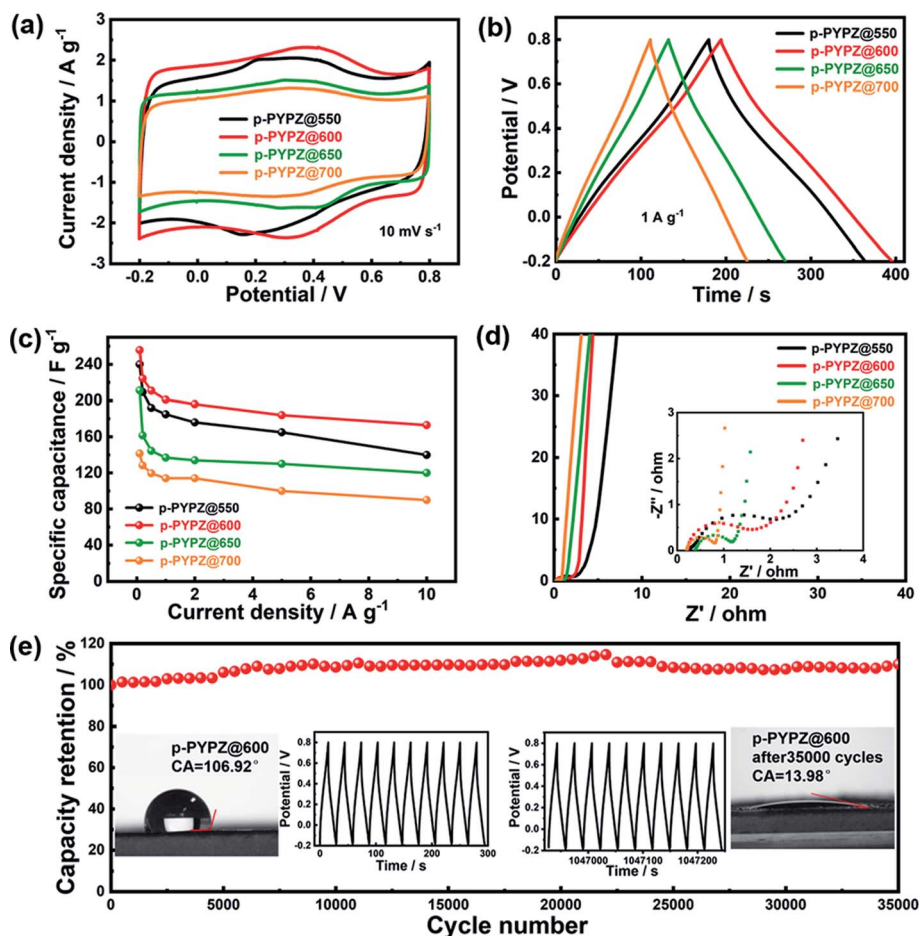 (a)
3
2
1
0
-1
-2
-3
Current density / A g-1
p-PYPZ@550
p-PYPZ@600
p-PYPZ@650
p-PYPZ@700
10 mV s-1
-0.2 0.0 0.2 0.4 0.6 0.8
Potential / V
(b)
0.8
0.6
0.4
0.2
0.0
-0.2
Potential / V
p-PYPZ@550
p-PYPZ@600
p-PYPZ@650
p-PYPZ@700
1 A g-1
0 100 200 300 400
Time / s
(c)
240
200
160
120
80
40
0
Specific capacitance / F g-1
p-PYPZ@550
p-PYPZ@600
p-PYPZ@650
p-PYPZ@700
0 2 4 6 8 10
Current density / A g-1
(d)
40
30
20
10
0
-Z'' / ohm
p-PYPZ@550
p-PYPZ@600
p-PYPZ@650
p-PYPZ@700
3
2
1
0
-Z'' / ohm
0 1 2 3 4
Z' / ohm
0 10 20 30 40
Z' / ohm
(e)
120
100
80
60
40
20
0
Capacity retention / %
p-PYPZ@600
CA=106.92°
0.8
0.6
0.4
0.2
0.0
-0.2
Potential / V
0 100 200 300
Time / s
0.8
0.6
0.4
0.2
0.0
-0.2
Potential / V
1047000 1047100 1047200
Time / s
p-PYPZ@600
after35000 cycles
CA=13.98°
0 5000 10000 15000 20000 25000 30000 35000
Cycle number